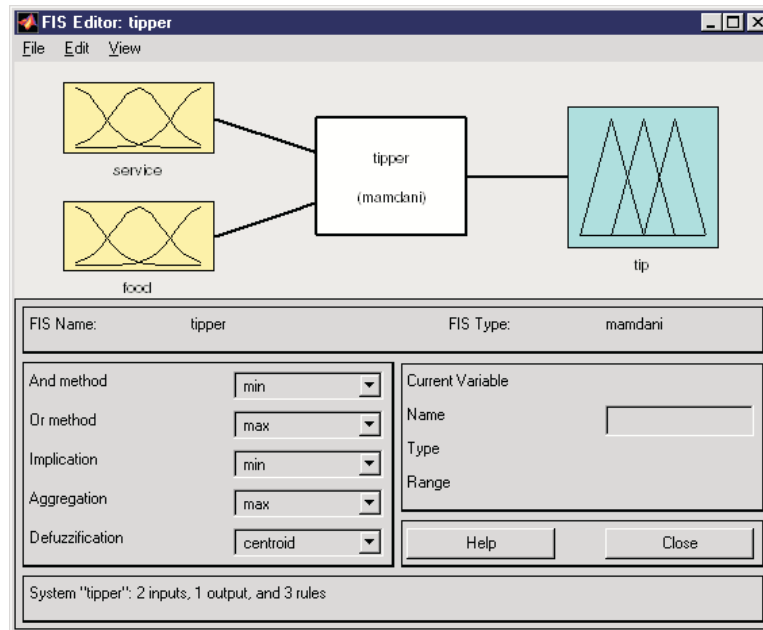 FIS Editor: tipper
File Edit View
service
food
tipper
(mamdani)
tip
FIS Name: tipper FIS Type: mamdani
And method min
Or method max
Implication min
Aggregation max
Defuzzification centroid
Current Variable
Name
Type
Range
Help Close
System "tipper": 2 inputs, 1 output, and 3 rules